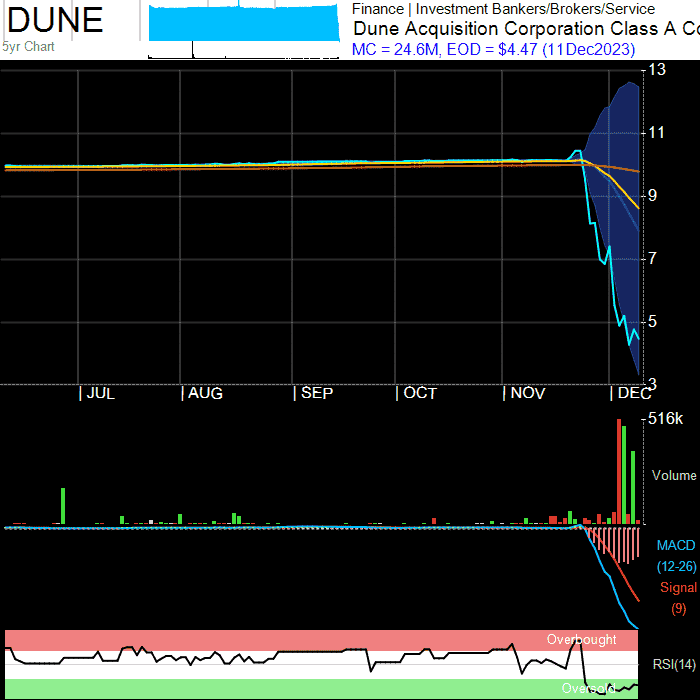 DUNE
Finance | Investment Bankers/Brokers/Service
Dune Acquisition Corporation Class A Co
5yr Chart
MC = 24.6M, EOD = $4.47 (11Dec2023)
13
11
9
7
5
3
| JUL | AUG | SEP | OCT | NOV | DEC
516k
Volume
MACD
(12-26)
Signal
(9)
Overbought
RSI(14)
Oversold